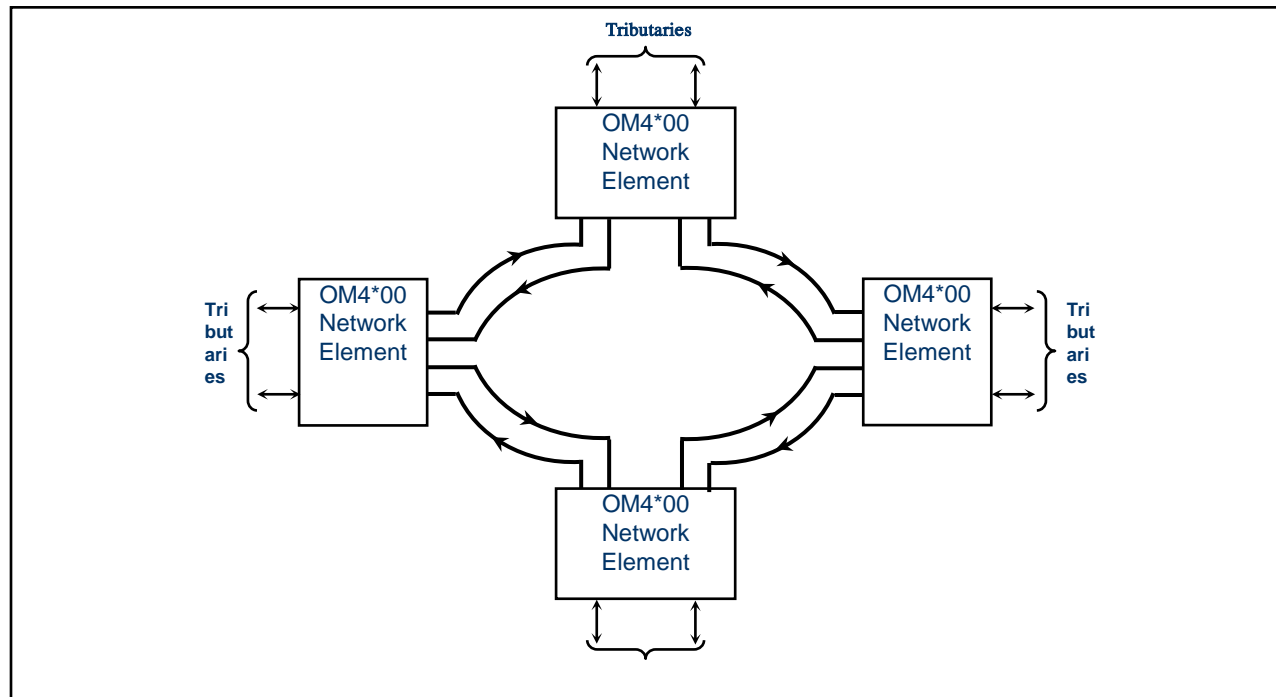 Tributaries
OM4*00
Network
Element
Tri
but
ari
es
OM4*00
Network
Element
OM4*00
Network
Element
Tri
but
ari
es
OM4*00
Network
Element